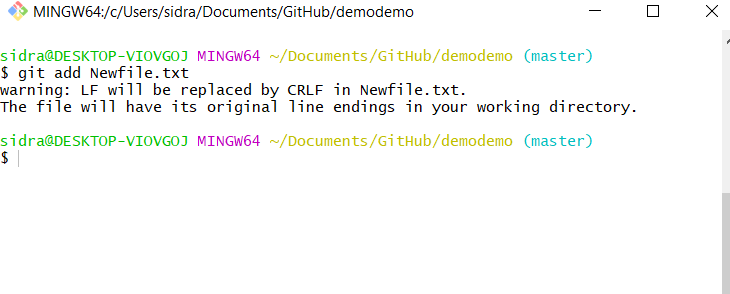 MINGW64:/c/Users/sidra/Documents/GitHub/demodemo
sidra@DESKTOP-VIOVGOJ MINGW64 ~/Documents/GitHub/demodemo (master)
$ git add Newfile.txt
warning: LF will be replaced by CRLF in Newfile.txt.
The file will have its original line endings in your working directory.
sidra@DESKTOP-VIOVGOJ MINGW64 ~/Documents/GitHub/demodemo (master)
$